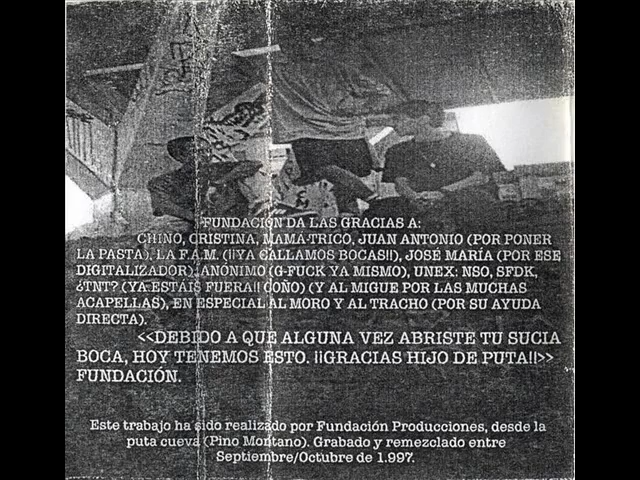 FUNDACIÓN DA LAS GRACIAS A:
CHINO, CRISTINA, MAMÁ-TRICO, JUAN ANTONIO (POR PONER
LA PASTA), LA F.A.M. (¡¡YA CALLAMOS BOCAS!!), JOSÉ MARÍA (POR ESE
DIGITALIZADOR), ANÓNIMO (G-FUCK YA MISMO), UNEX: NSO, SFDK,
¿TNT? (YA ESTÁIS FUERA!! COÑO) (Y AL MIGUE POR LAS MUCHAS
ACAPELLAS), EN ESPECIAL AL MORO Y AL TRACHO (POR SU AYUDA
DIRECTA).
<<DEBIDO A QUE ALGUNA VEZ ABRISTE TU SUCIA
BOCA, HOY TENEMOS ESTO. ¡¡GRACIAS HIJO DE PUTA!!>>
FUNDACIÓN.
Este trabajo ha sido realizado por Fundación Producciones, desde la
puta cueva (Pino Montano). Grabado y remezclado entre
Septiembre/Octubre de 1.997.